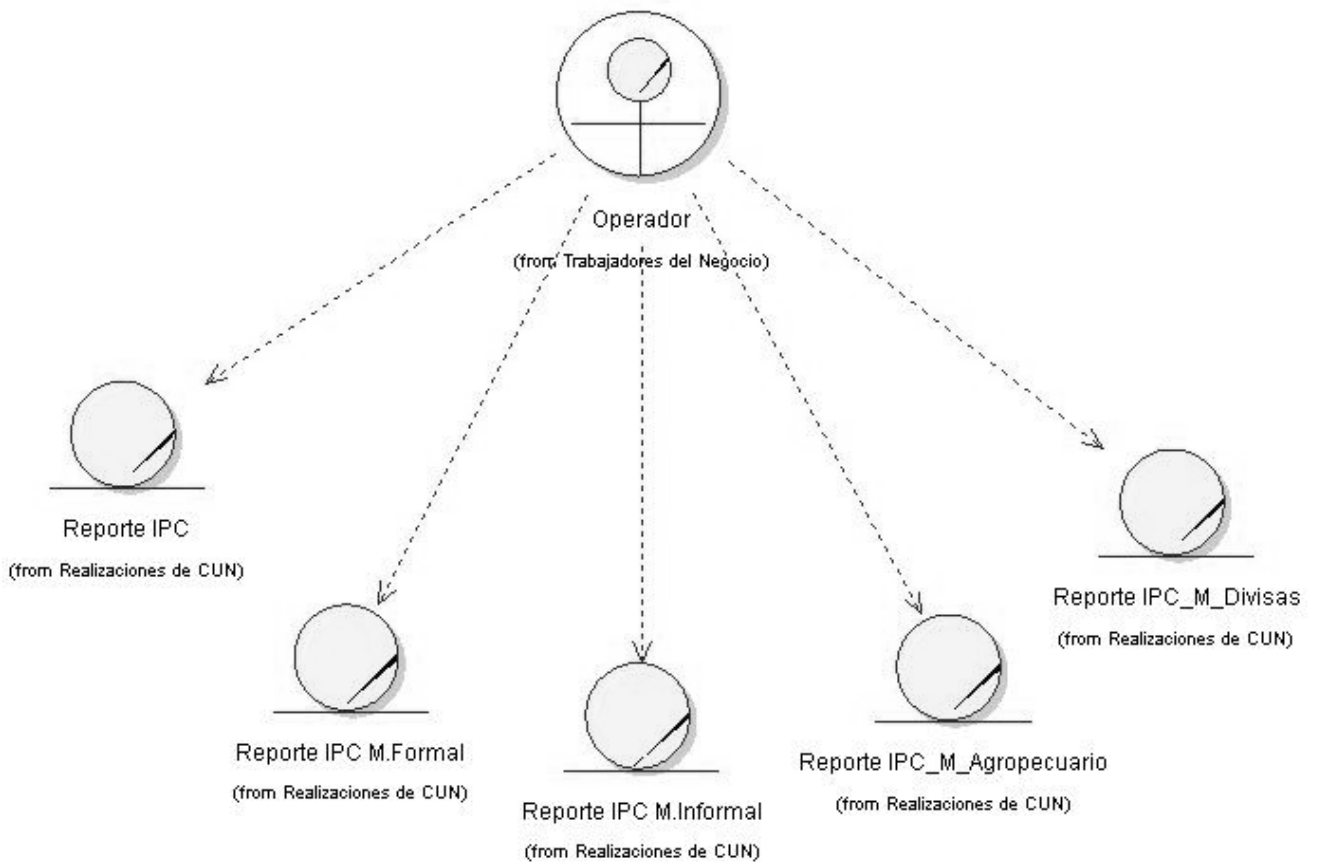 Operador
(from Trabajadores del Negocio)
Reporte IPC
(from Realizaciones de CUN)
Reporte IPC M.Formal
(from Realizaciones de CUN)
Reporte IPC M.Informal
(from Realizaciones de CUN)
Reporte IPC_M_Agropecuario
(from Realizaciones de CUN)
Reporte IPC_M_Divisas
(from Realizaciones de CUN)